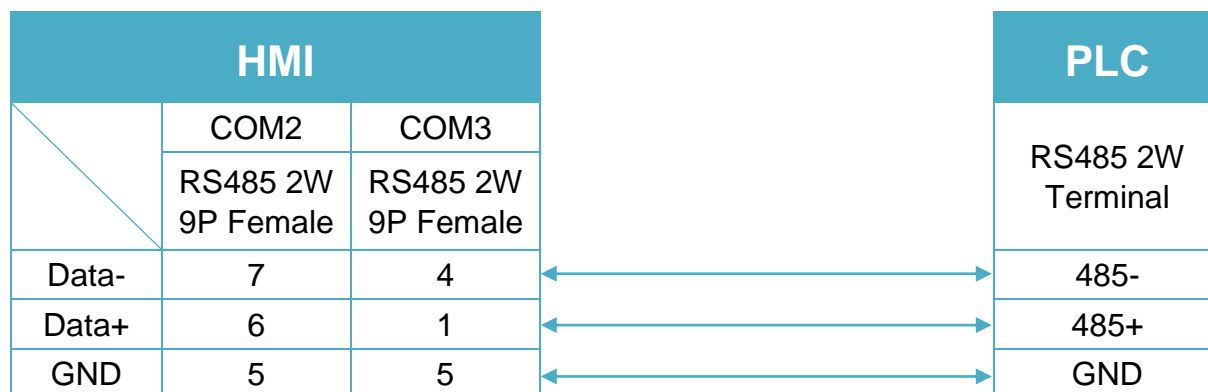 HMI
PLC
COM2 COM3
RS485 2W
9P Female
RS485 2W
9P Female
RS485 2W
Terminal
Data- 7 4 485-
Data+ 6 1 485+
GND 5 5 GND